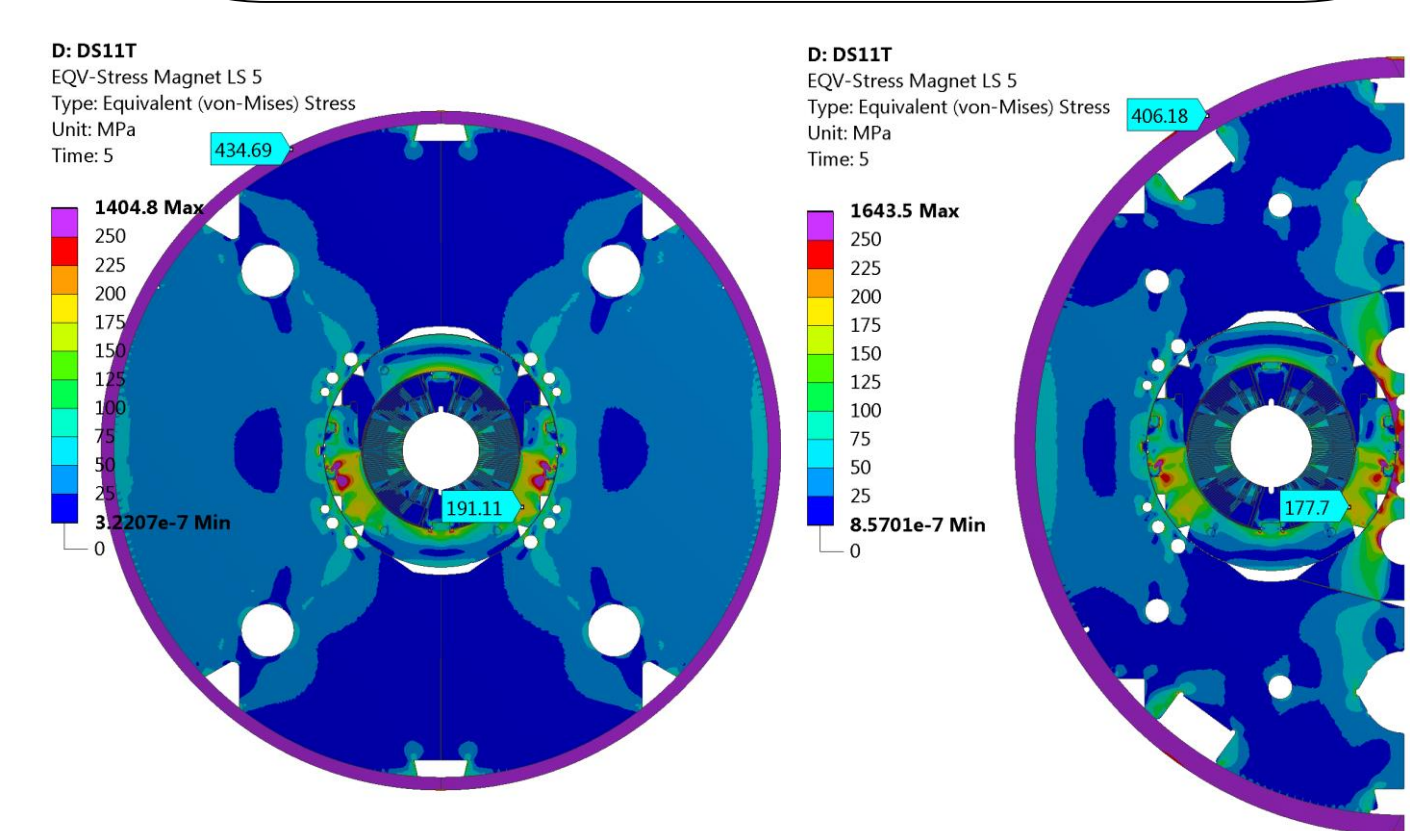 D: DS11T
EQV-Stress Magnet LS 5
Type: Equivalent (von-Mises) Stress
Unit: MPa
Time: 5
434.69
1404.8 Max
250
225
200
175
150
125
100
75
50
25
3.2207e-7 Min
0
191.11
D: DS11T
EQV-Stress Magnet LS 5
Type: Equivalent (von-Mises) Stress
Unit: MPa
Time: 5
406.18
1643.5 Max
250
225
200
175
150
125
100
75
50
25
8.5701e-7 Min
0
177.7